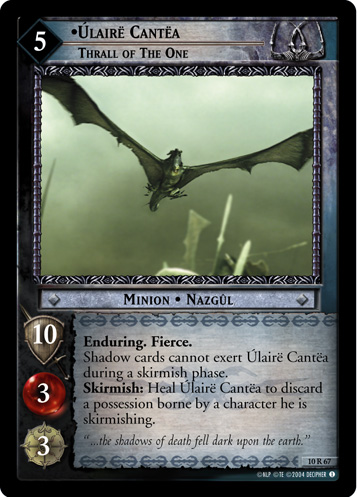 5
•Úlairë Cantëa
Thrall of The One
Minion • Nazgûl
10
3
3
Enduring. Fierce.
Shadow cards cannot exert Úlairë Cantëa
during a skirmish phase.
Skirmish: Heal Úlairë Cantëa to discard
a possession borne by a character he
is skirmishing.
"...the shadows of death fell dark upon the earth."
10 R 67
©NLP ™TE ©2004 DECIPHER